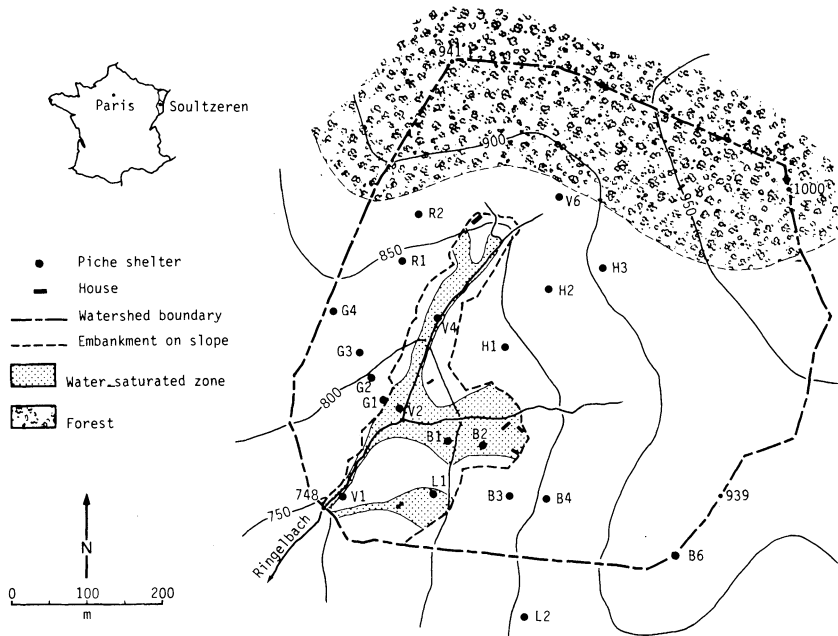 Paris
Soultzeren
Piche shelter
House
Watershed boundary
Embankment on slope
Water_saturated zone
Forest
N
0 100 200
m
941
900
950
1000
V6
R2
850
R1
H3
H2
G4
V4
G3
H1
G2
800
G1
V2
B1
B2
L1
748
V1
B3
B4
939
750
Ringelbach
B6
L2